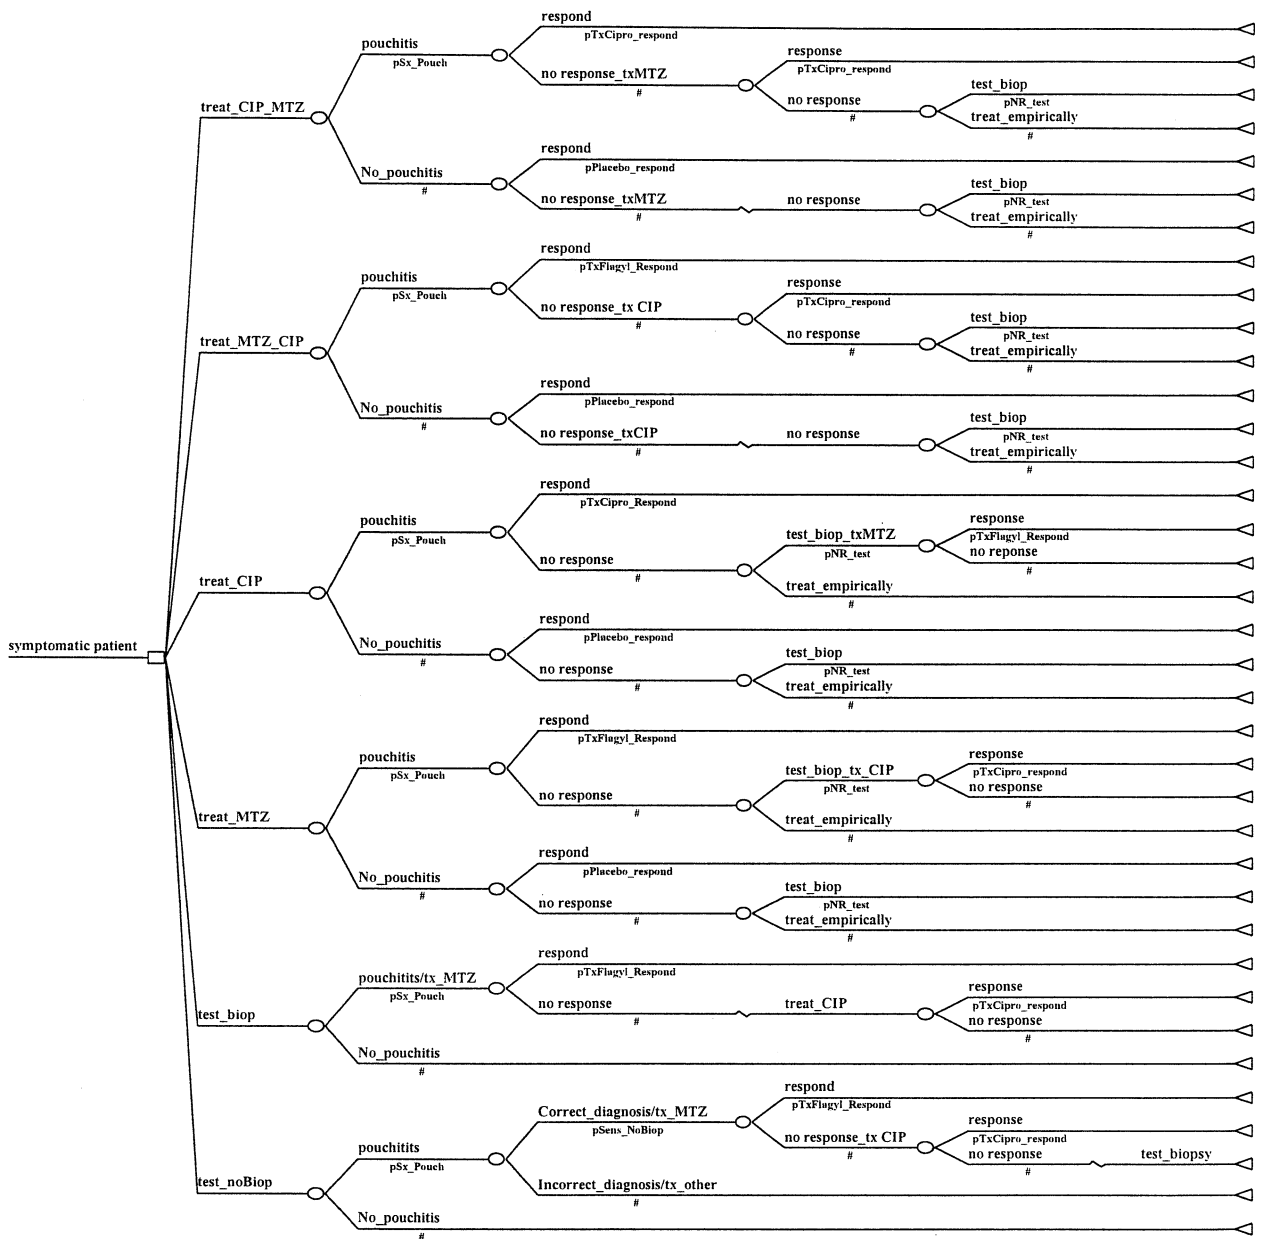 symptomatic patient
treat_CIP_MTZ
pouchitis
pSx_Pouch
respond
pTxCipro_respond
no response_txMTZ
#
response
pTxCipro_respond
no response
#
test_biop
pNR_test
treat_empirically
#
No_pouchitis
#
respond
pPlacebo_respond
no response_txMTZ
#
no response
test_biop
pNR_test
treat_empirically
#
treat_MTZ_CIP
pouchitis
pSx_Pouch
respond
pTxFlagyl_Respond
no response_tx CIP
#
response
pTxCipro_respond
no response
#
test_biop
pNR_test
treat_empirically
#
No_pouchitis
#
respond
pPlacebo_respond
no response_txCIP
#
no response
test_biop
pNR_test
treat_empirically
#
treat_CIP
pouchitis
pSx_Pouch
respond
pTxCipro_Respond
no response
#
test_biop_txMTZ
pNR_test
response
pTxFlagyl_Respond
no reponse
#
treat_empirically
#
No_pouchitis
#
respond
pPlacebo_respond
no response
#
test_biop
pNR_test
treat_empirically
#
treat_MTZ
pouchitis
pSx_Pouch
respond
pTxFlagyl_Respond
no response
#
test_biop_tx_CIP
pNR_test
response
pTxCipro_respond
no response
#
treat_empirically
#
No_pouchitis
#
respond
pPlacebo_respond
no response
#
test_biop
pNR_test
treat_empirically
#
test_biop
pouchitits/tx_MTZ
pSx_Pouch
respond
pTxFlagyl_Respond
no response
#
treat_CIP
response
pTxCipro_respond
no response
#
No_pouchitis
#
test_noBiop
pouchitits
pSx_Pouch
Correct_diagnosis/tx_MTZ
pSens_NoBiop
respond
pTxFlagyl_Respond
no response_tx CIP
#
response
pTxCipro_respond
no response
#
test_biopsy
Incorrect_diagnosis/tx_other
#
No_pouchitis
#